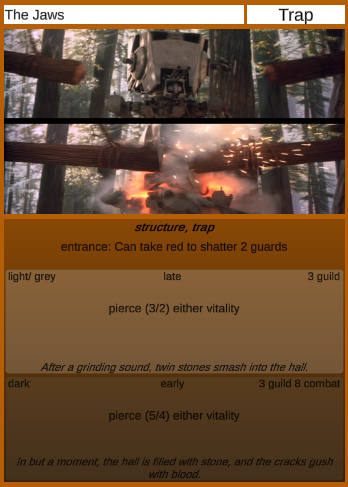 The Jaws
Trap
structure, trap
entrance: Can take red to shatter 2 guards
light/ grey late 3 guild
pierce (3/2) either vitality
After a grinding sound, twin stones smash into the hall.
dark early 3 guild 8 combat
pierce (5/4) either vitality
In but a moment, the hall is filled with stone, and the cracks gush
with blood.